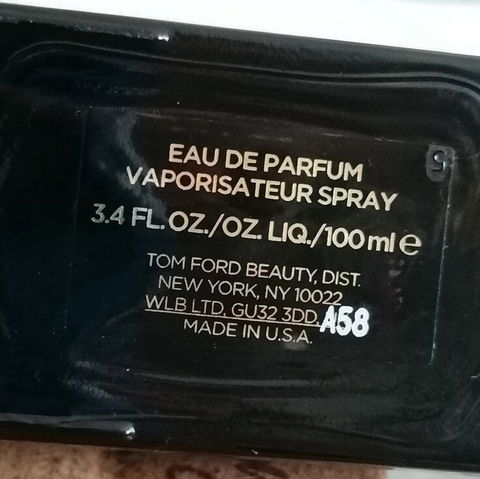 EAU DE PARFUM
VAPORISATEUR SPRAY
3.4 FL. OZ./OZ. LIQ./100 ml e
TOM FORD BEAUTY, DIST.
NEW YORK, NY 10022
WLB LTD, GU32 3DD, A58
MADE IN U.S.A.
5